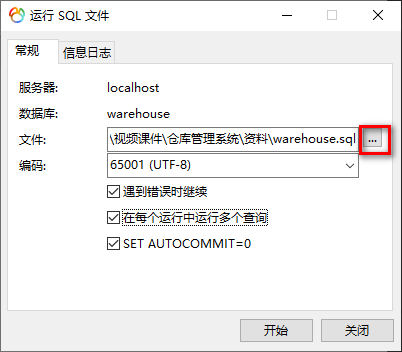 运行 SQL 文件
常规
信息日志
服务器: localhost
数据库: warehouse
文件: \视频课件\仓库管理系统\资料\warehouse.sql ...
编码: 65001 (UTF-8)
遇到错误时继续
在每个运行中运行多个查询
SET AUTOCOMMIT=0
开始 关闭